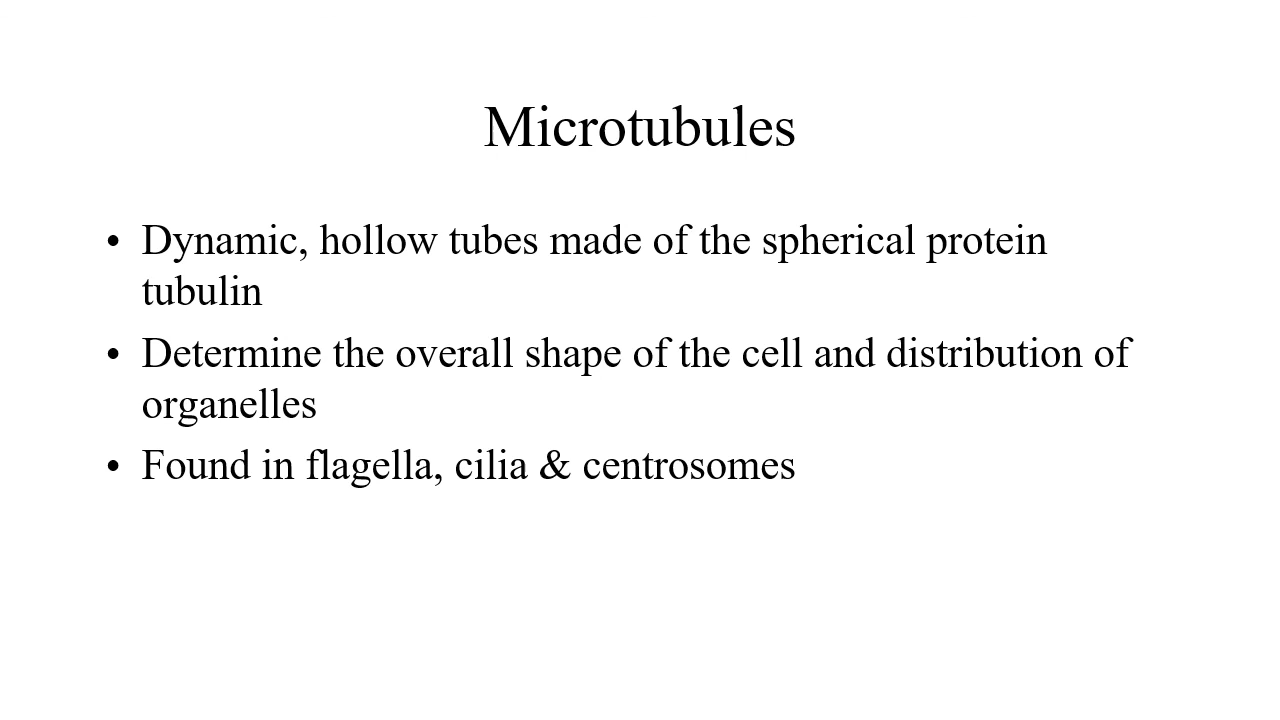 Microtubules
• Dynamic, hollow tubes made of the spherical protein
tubulin
• Determine the overall shape of the cell and distribution of
organelles
• Found in flagella, cilia & centrosomes